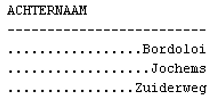 ACHTERNAAM
-------------------------
.................Bordoloi
..................Jochems
................Zuiderweg